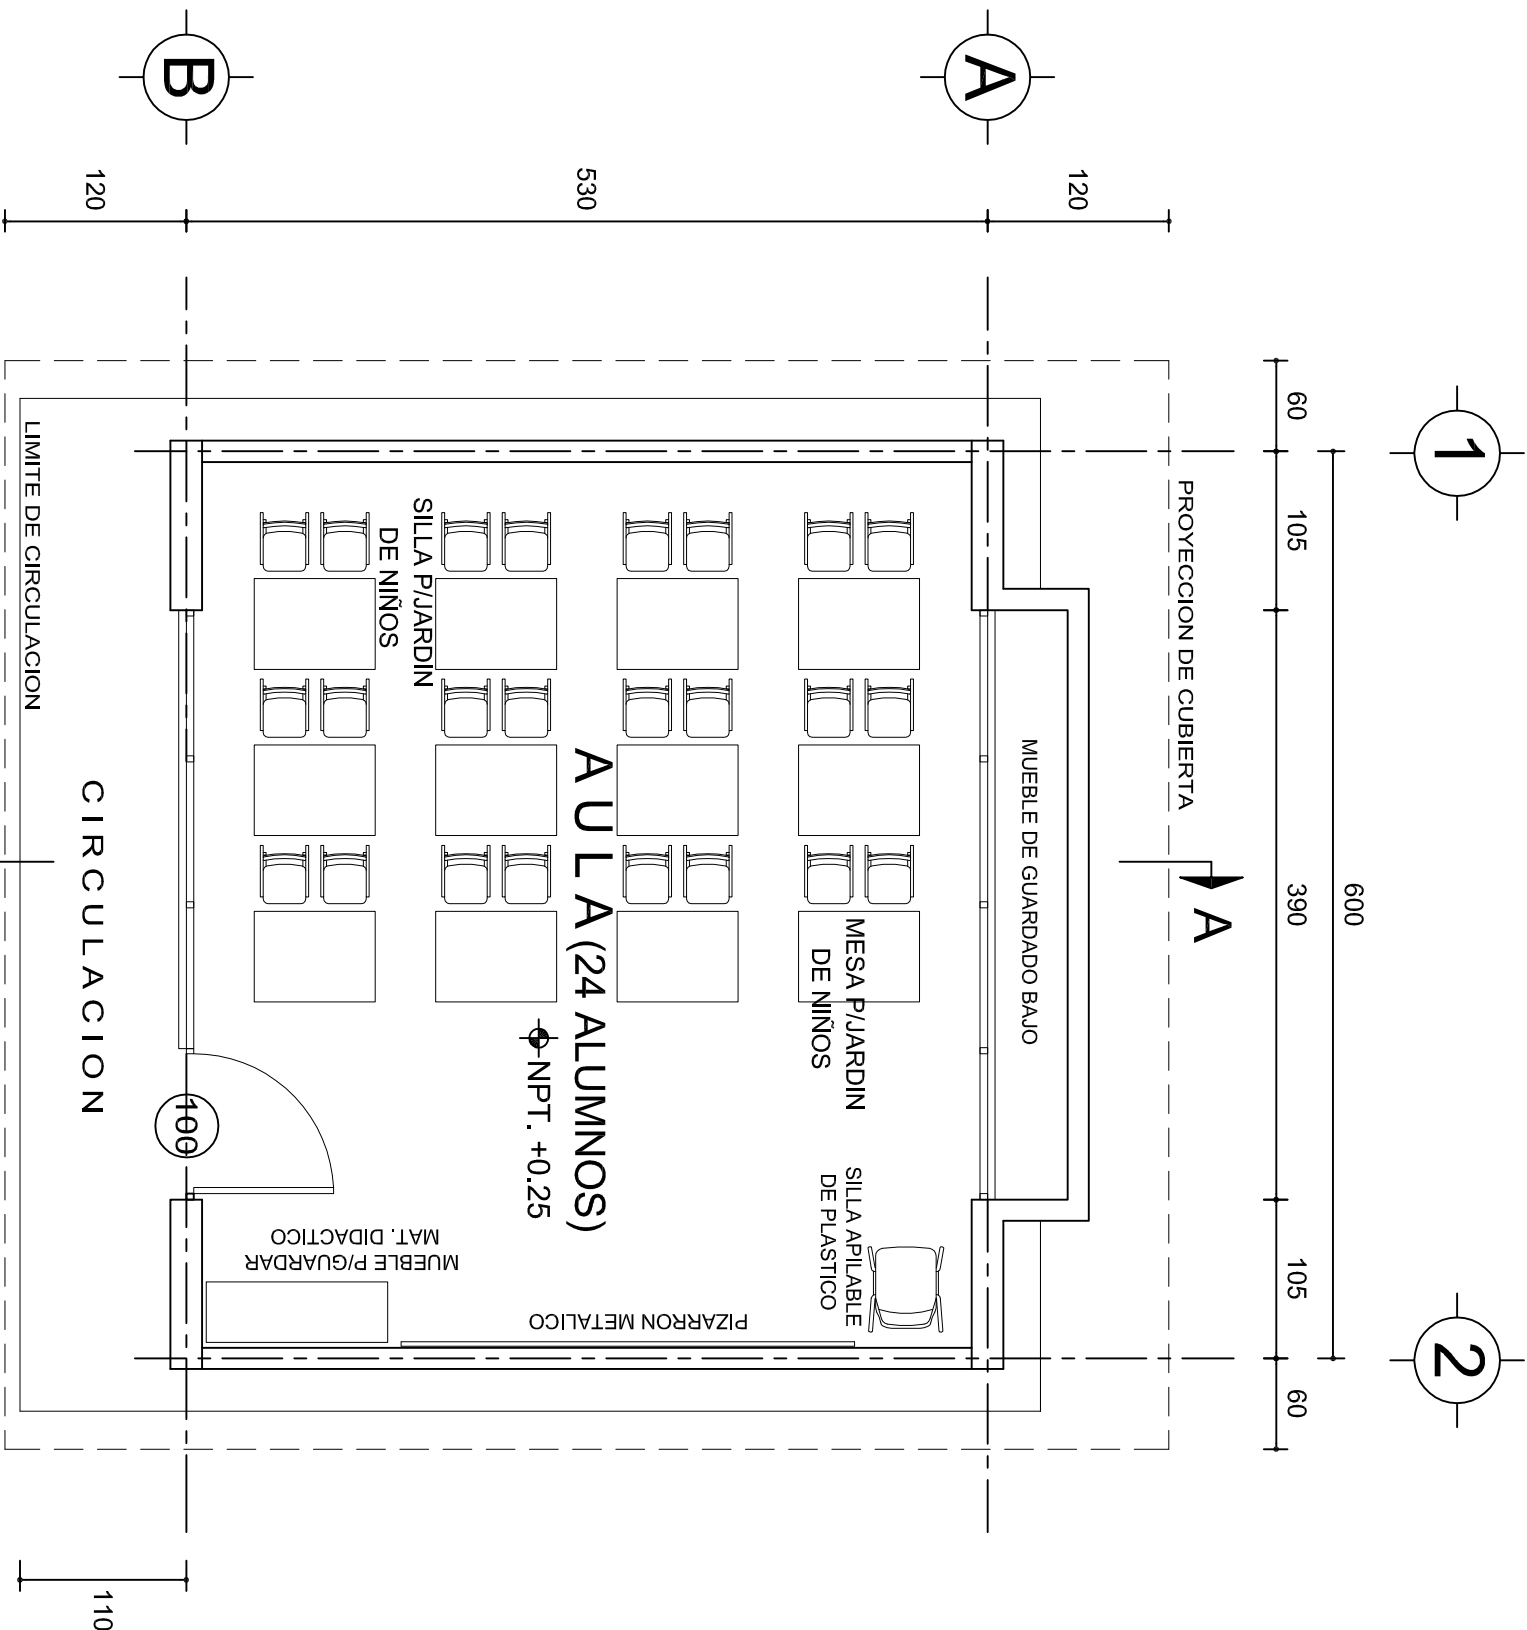 1
2
600
60
105
390
105
60
A
B
120
530
120
110
PROYECCION DE CUBIERTA
A
MUEBLE DE GUARDADO BAJO
MESA P/JARDIN
DE NIÑOS
SILLA APILABLE
DE PLASTICO
A U L A (24 ALUMNOS)
NPT. +0.25
SILLA P/JARDIN
DE NIÑOS
PIZARRON METALICO
MUEBLE P/GUARDAR
MAT. DIDACTICO
100
C I R C U L A C I O N
LIMITE DE CIRCULACION